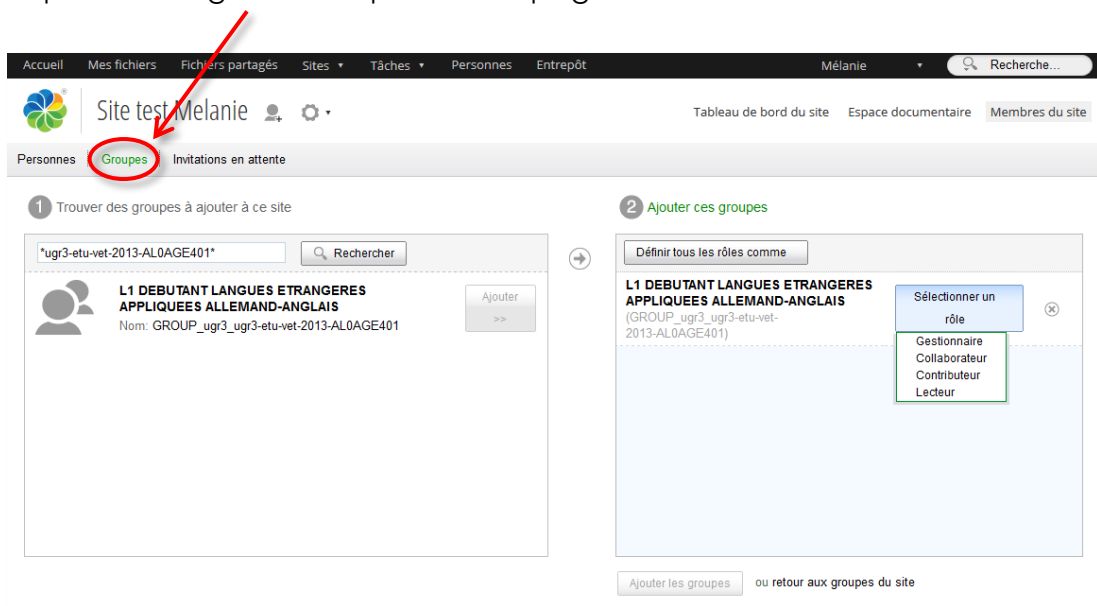 Accueil Mes fichiers Fichiers partagés Sites Tâches Personnes Entrepôt Mélanie Recherche...
Site test Melanie Tableau de bord du site Espace documentaire Membres du site
Personnes Groupes Invitations en attente
1 Trouver des groupes à ajouter à ce site
*ugr3-etu-vet-2013-AL0AGE401* Rechercher
L1 DEBUTANT LANGUES ETRANGERES
APPLIQUEES ALLEMAND-ANGLAIS
Nom: GROUP_ugr3_ugr3-etu-vet-2013-AL0AGE401
Ajouter
>>
2 Ajouter ces groupes
Définir tous les rôles comme
L1 DEBUTANT LANGUES ETRANGERES
APPLIQUEES ALLEMAND-ANGLAIS
(GROUP_ugr3_ugr3-etu-vet-
2013-AL0AGE401)
Sélectionner un
rôle
Gestionnaire
Collaborateur
Contributeur
Lecteur
Ajouter les groupes ou retour aux groupes du site